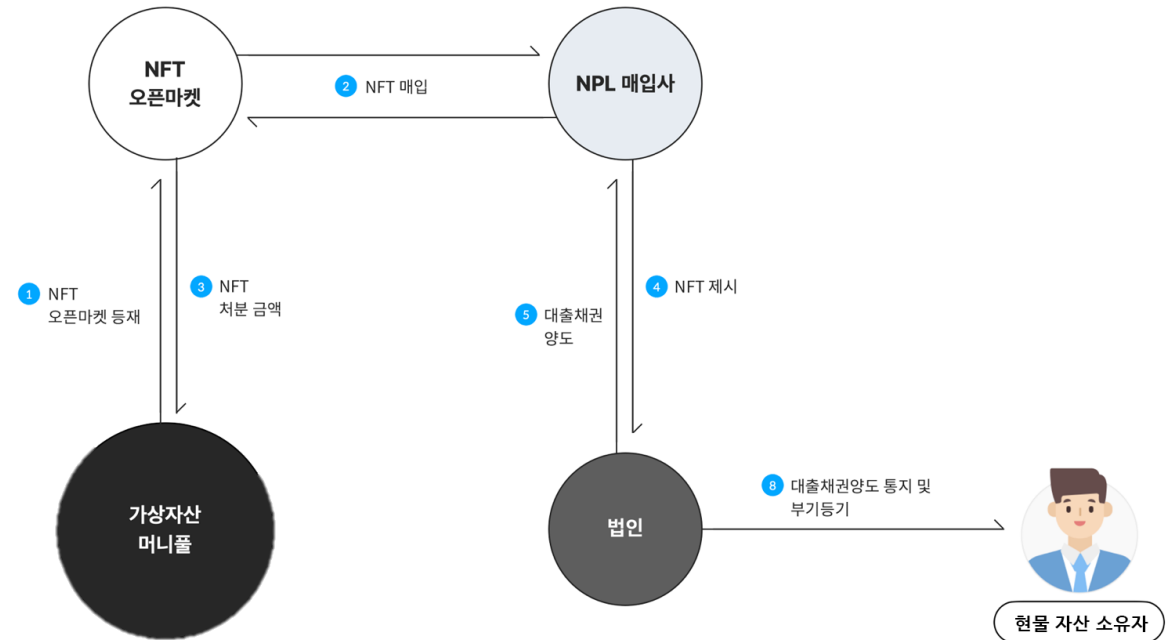 NFT
오픈마켓
NPL 매입사
2 NFT 매입
1 NFT
오픈마켓 등재
3 NFT
처분 금액
4 NFT 제시
5 대출채권
양도
가상자산
머니풀
법인
8 대출채권양도 통지 및
부기등기
현물 자산 소유자